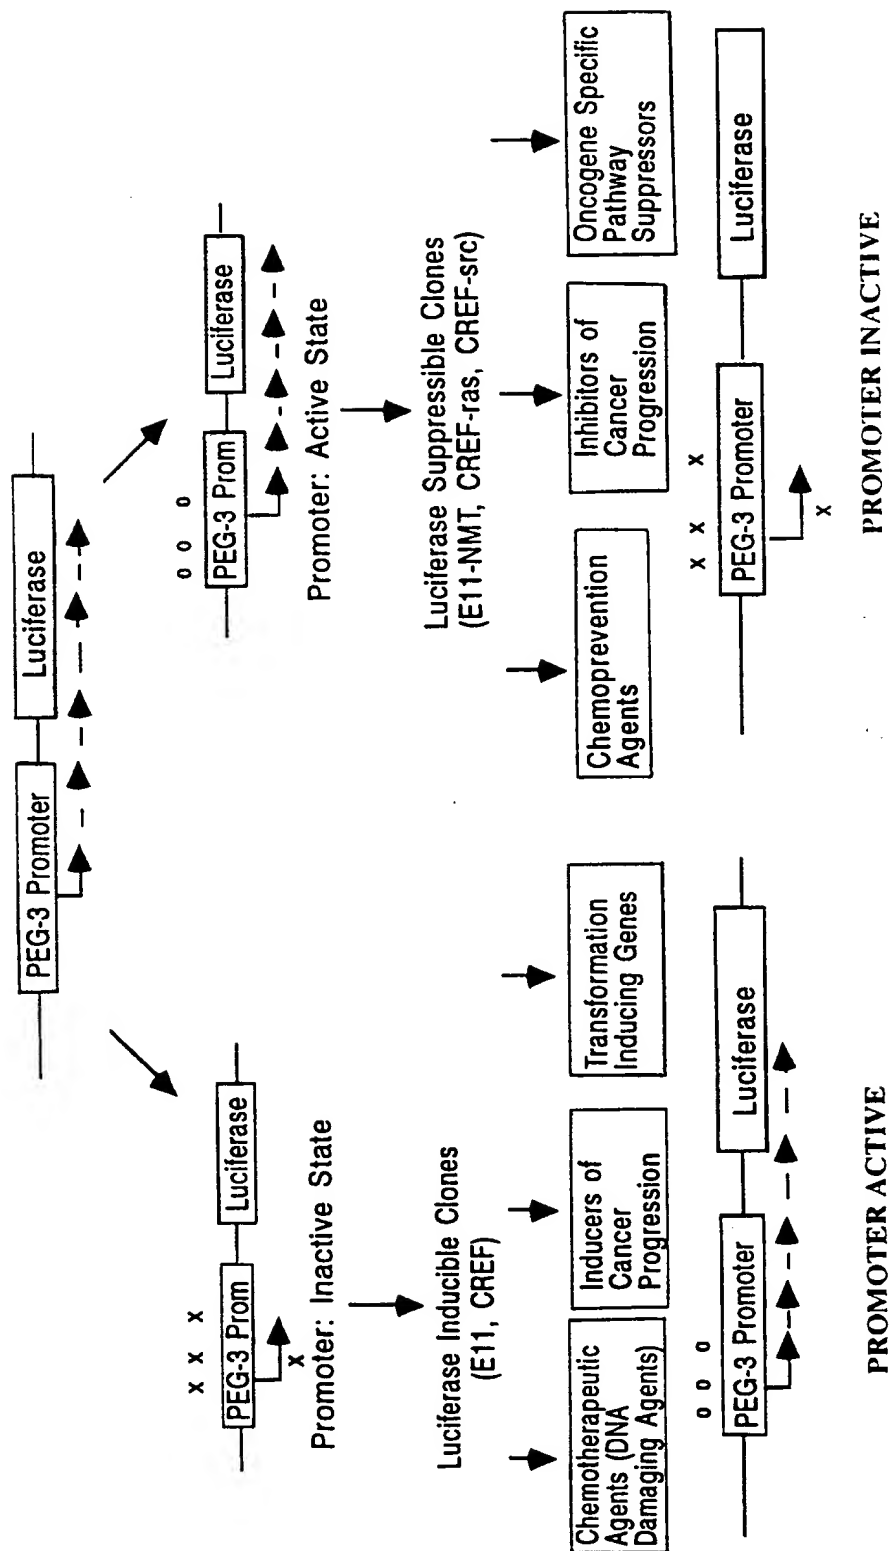 PEG-3 Promoter
Luciferase
X X X
PEG-3 Prom
Luciferase
X
Promoter: Inactive State
Luciferase Inducible Clones
(E11, CREF)
Chemotherapeutic
Agents (DNA
Damaging Agents)
Inducers of
Cancer
Progression
Transformation
Inducing Genes
o o o
PEG-3 Promoter
Luciferase
PROMOTER ACTIVE
o o o
PEG-3 Prom
Luciferase
Promoter: Active State
Luciferase Suppressible Clones
(E11-NMT, CREF-ras, CREF-src)
Chemoprevention
Agents
Inhibitors of
Cancer
Progression
Oncogene Specific
Pathway
Suppressors
X X X X
PEG-3 Promoter
Luciferase
X
PROMOTER INACTIVE